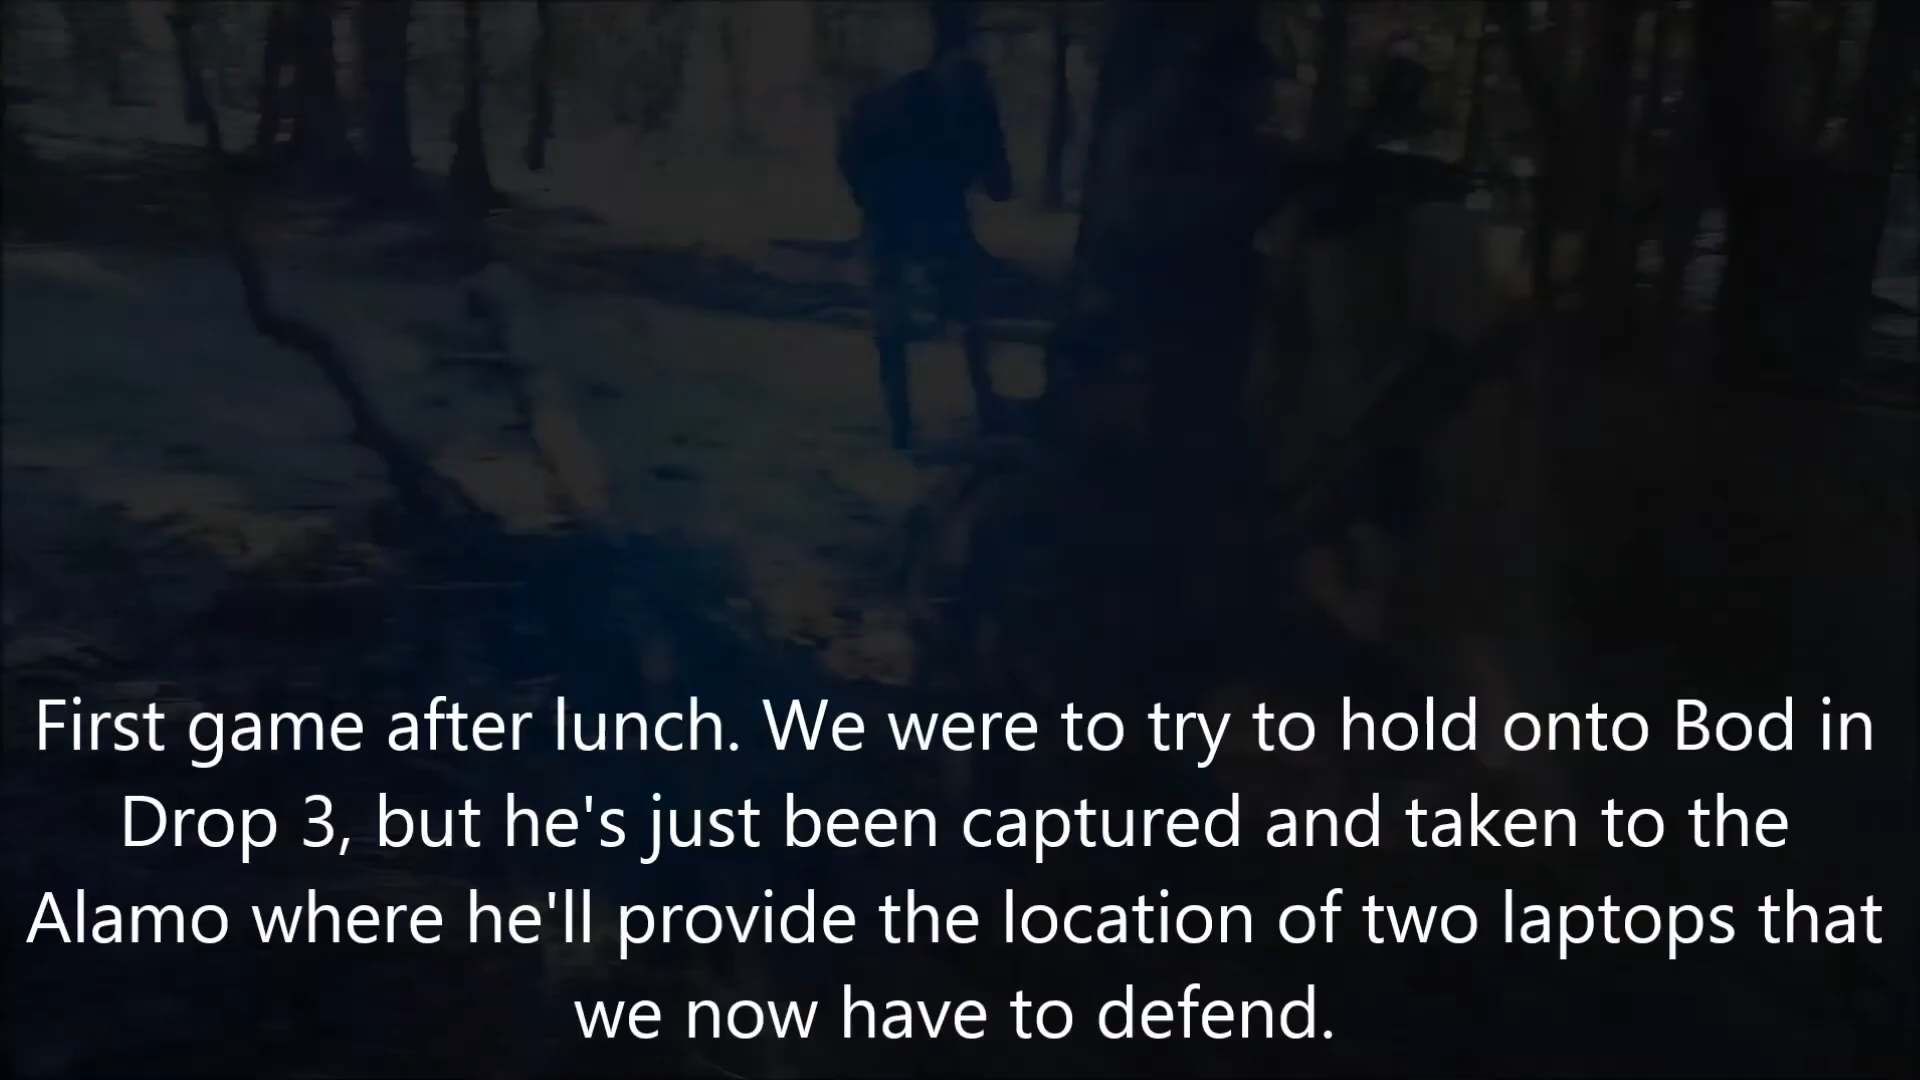 First game after lunch. We were to try to hold onto Bod in
Drop 3, but he's just been captured and taken to the
Alamo where he'll provide the location of two laptops that
we now have to defend.